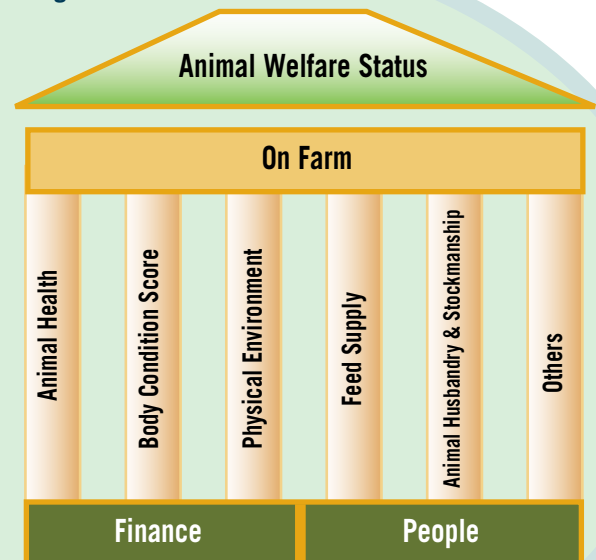 Animal Welfare Status
On Farm
Animal Health
Body Condition Score
Physical Environment
Feed Supply
Animal Husbandry & Stockmanship
Others
Finance
People